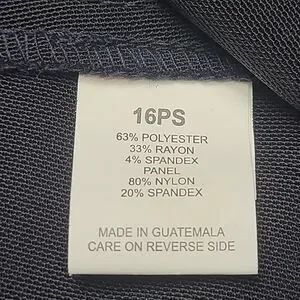 16PS
63% POLYESTER
33% RAYON
4% SPANDEX
PANEL
80% NYLON
20% SPANDEX
MADE IN GUATEMALA
CARE ON REVERSE SIDE